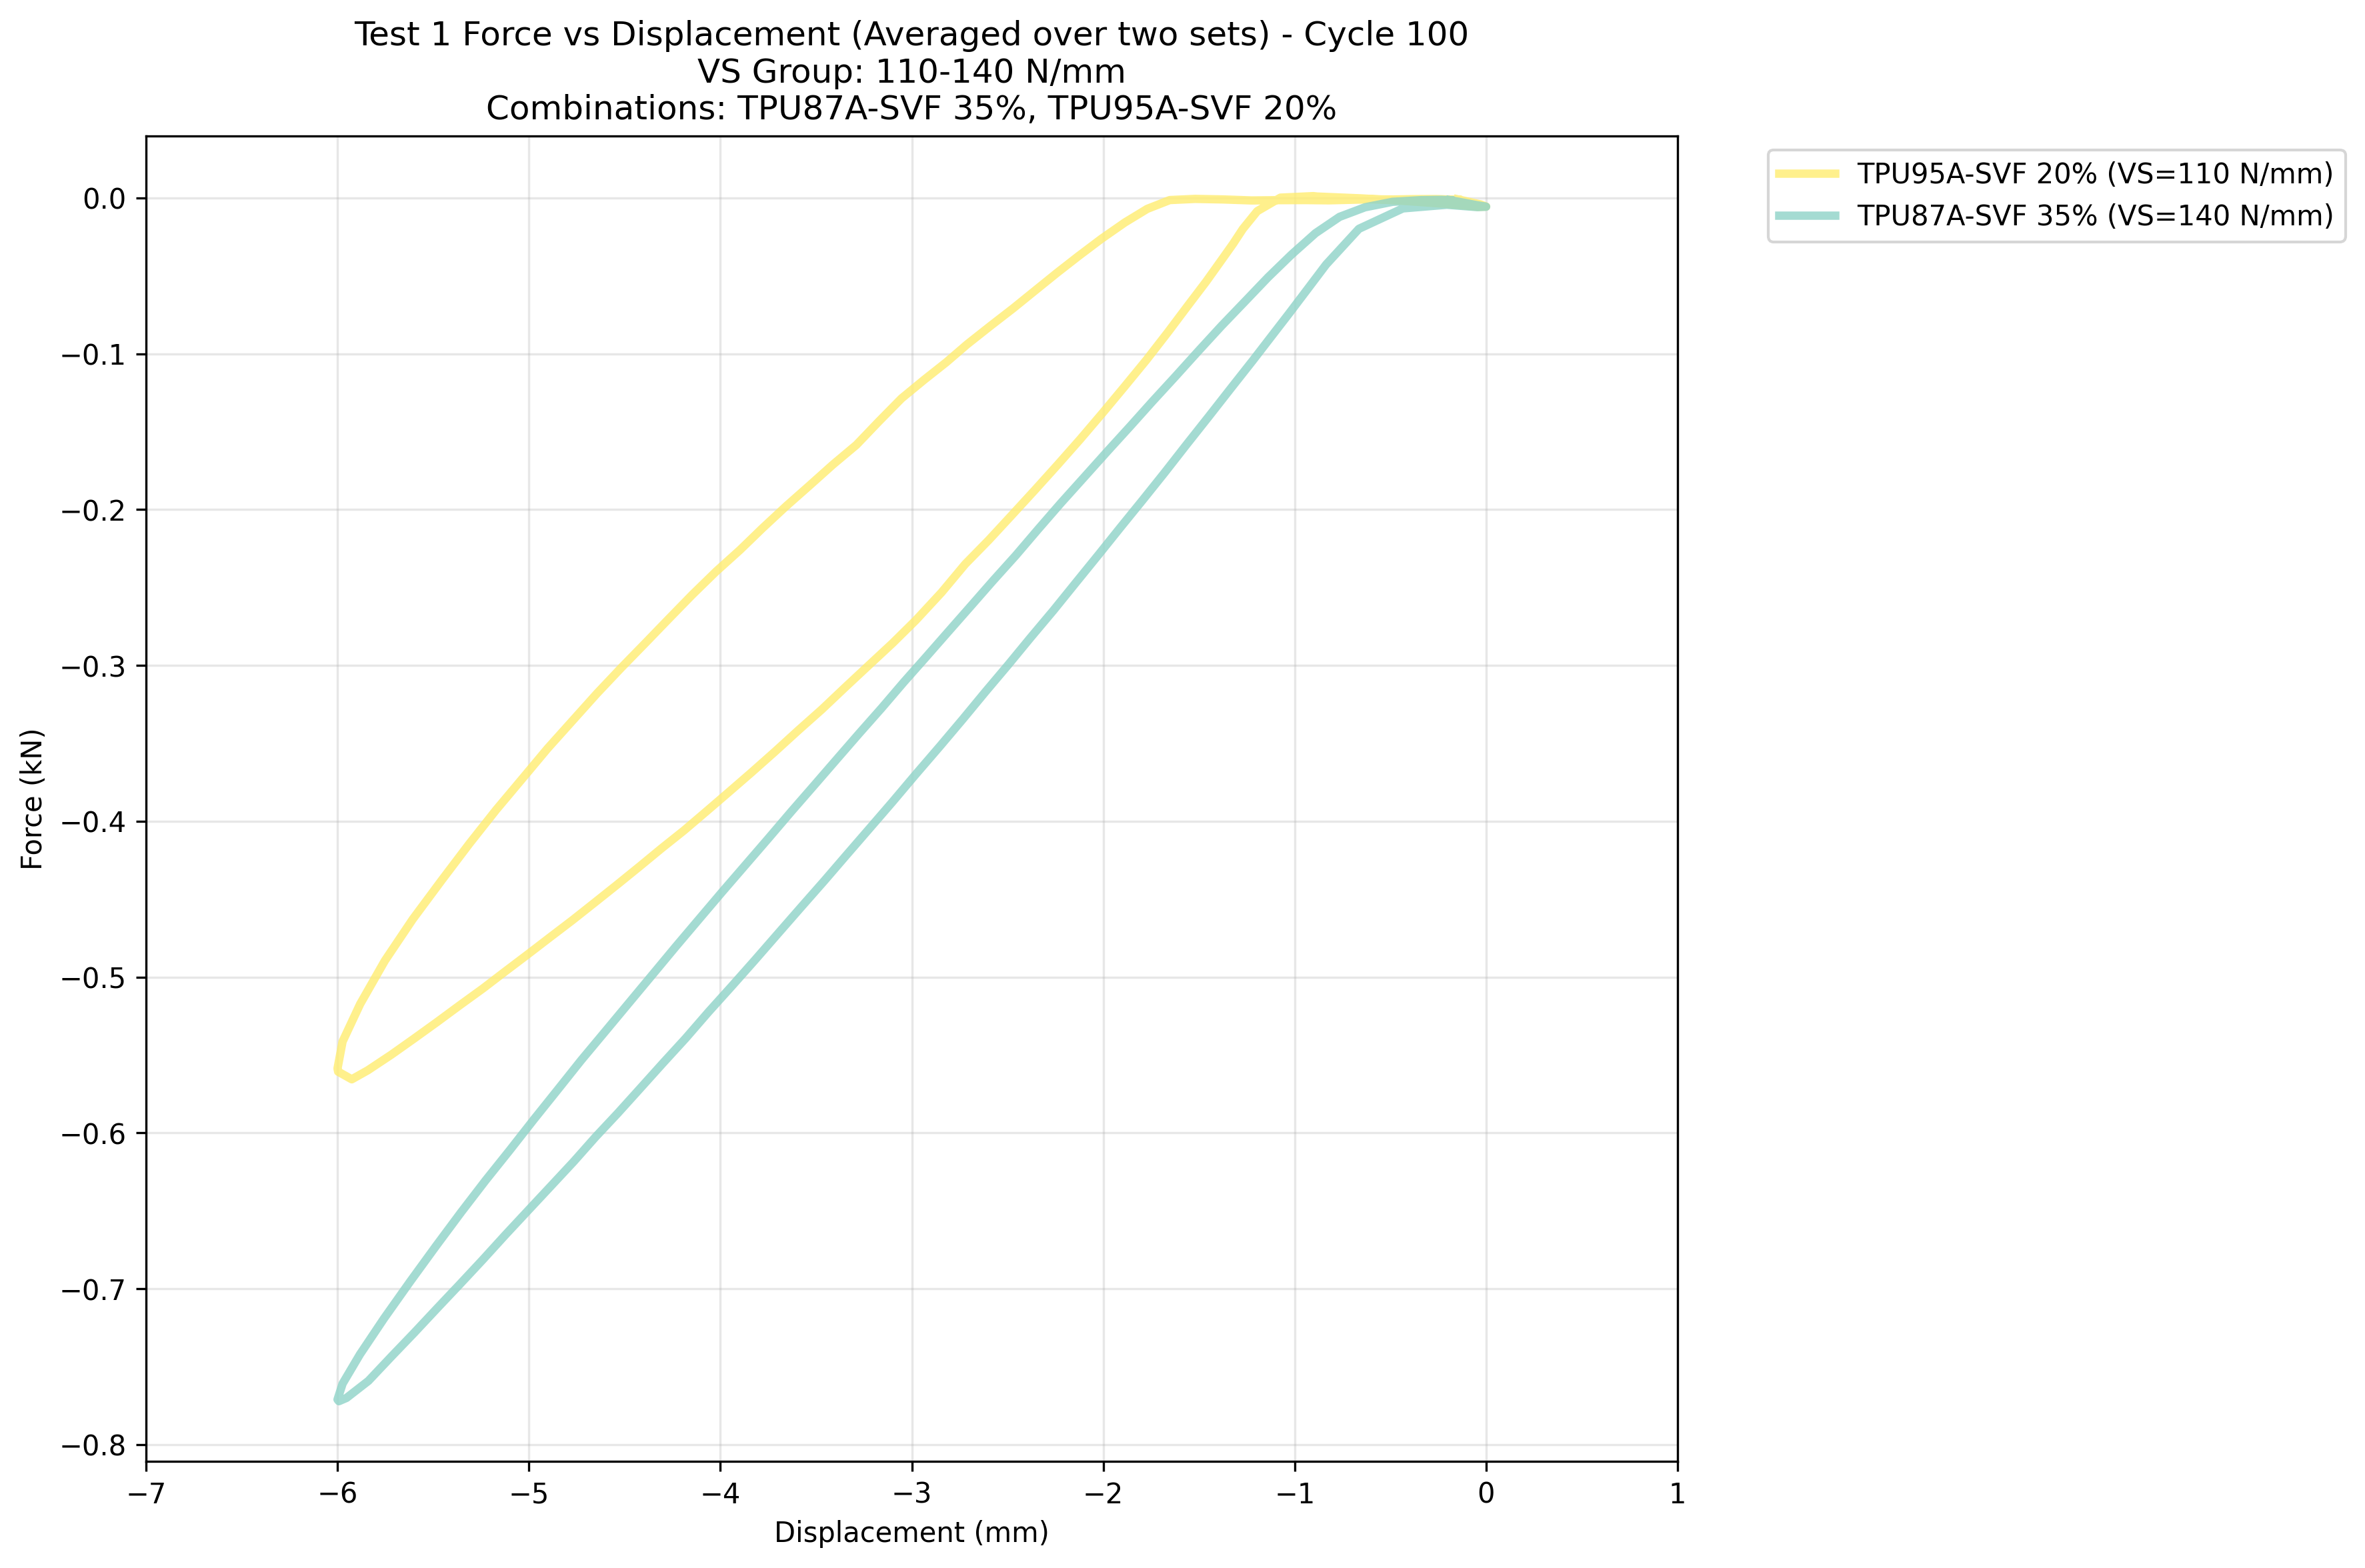 Test 1 Force vs Displacement (Averaged over two sets) - Cycle 100
VS Group: 110-140 N/mm
Combinations: TPU87A-SVF 35%, TPU95A-SVF 20%
TPU95A-SVF 20% (VS=110 N/mm)
TPU87A-SVF 35% (VS=140 N/mm)
Force (kN)
0.0
−0.1
−0.2
−0.3
−0.4
−0.5
−0.6
−0.7
−0.8
−7 −6 −5 −4 −3 −2 −1 0 1
Displacement (mm)